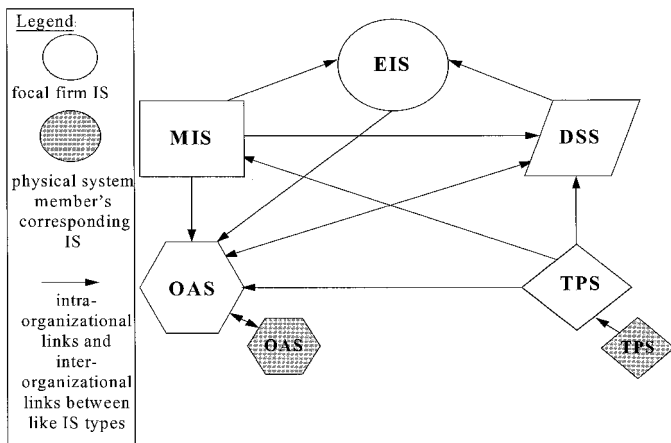 Legend:
focal firm IS
physical system
member's
corresponding
IS
intra-
organizational
links and
inter-
organizational
links between
like IS types
EIS
MIS
DSS
OAS
TPS
OAS
TPS